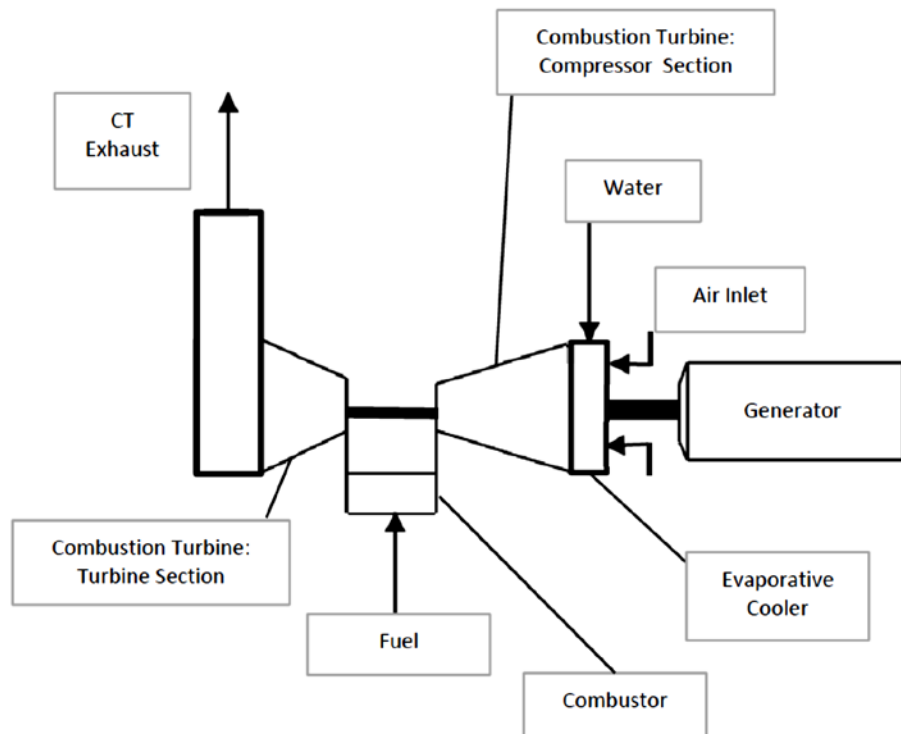 Combustion Turbine:
Compressor Section
CT
Exhaust
Water
Air Inlet
Generator
Combustion Turbine:
Turbine Section
Evaporative
Cooler
Fuel
Combustor